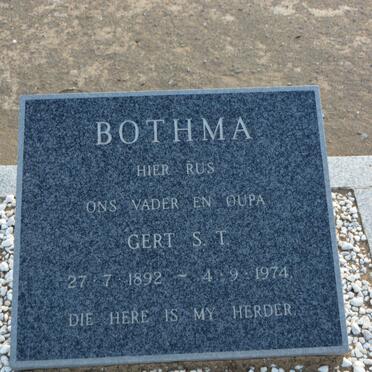 BOTHMA
HIER RUS
ONS VADER EN OUPA
GERT S. T.
27·7·1892 – 4·9·1974.
DIE HERE IS MY HERDER.